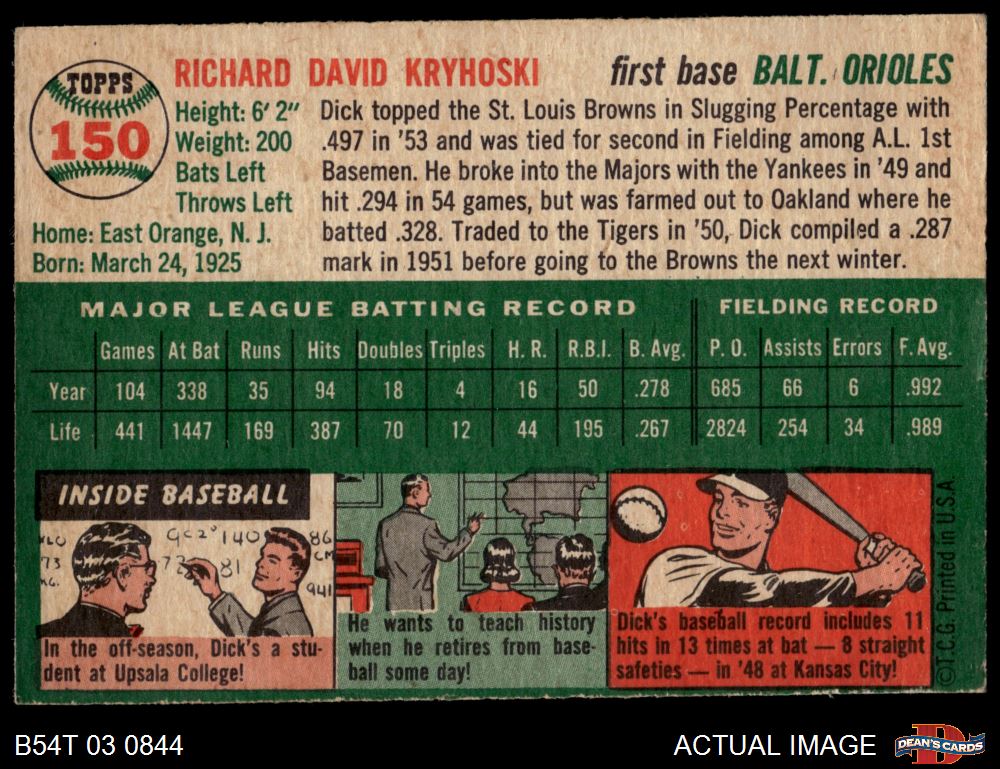 TOPPS
150
RICHARD DAVID KRYHOSKI
first base BALT. ORIOLES
Height: 6' 2"
Weight: 200
Bats Left
Throws Left
Home: East Orange, N. J.
Born: March 24, 1925
Dick topped the St. Louis Browns in Slugging Percentage with
.497 in '53 and was tied for second in Fielding among A.L. 1st
Basemen. He broke into the Majors with the Yankees in '49 and
hit .294 in 54 games, but was farmed out to Oakland where he
batted .328. Traded to the Tigers in '50, Dick compiled a .287
mark in 1951 before going to the Browns the next winter.
MAJOR LEAGUE BATTING RECORD FIELDING RECORD
Games At Bat Runs Hits Doubles Triples H. R. R.B.I. B. Avg. P. O. Assists Errors F. Avg.
Year 104 338 35 94 18 4 16 50 .278 685 66 6 .992
Life 441 1447 169 387 70 12 44 195 .267 2824 254 34 .989
INSIDE BASEBALL
73 72 81 140 86
941
In the off-season, Dick's a stu-
dent at Upsala College!
He wants to teach history
when he retires from base-
ball some day!
Dick's baseball record includes 11
hits in 13 times at bat — 8 straight
safeties — in '48 at Kansas City!
© T.C.G. Printed in U.S.A.
B54T 03 0844
ACTUAL IMAGE
D
DEAN'S CARDS